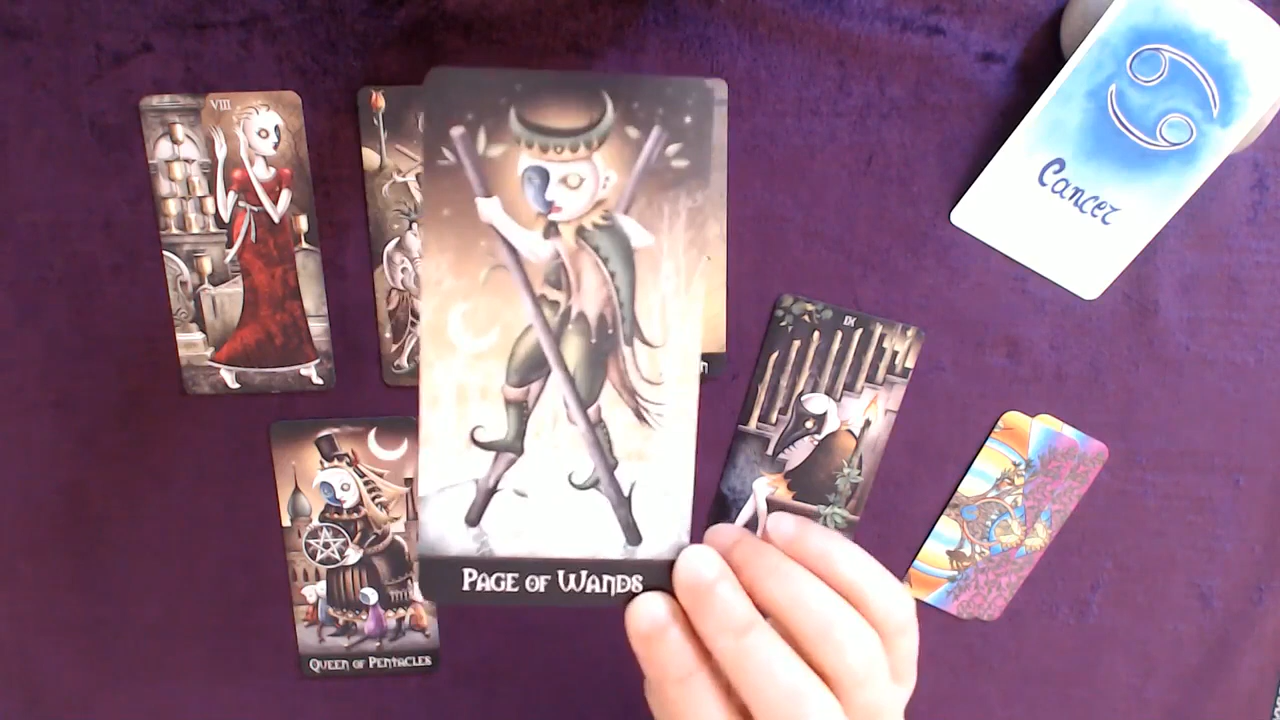 VIII
Cancer
IX
PAGE OF WANDS
QUEEN OF PENTACLES